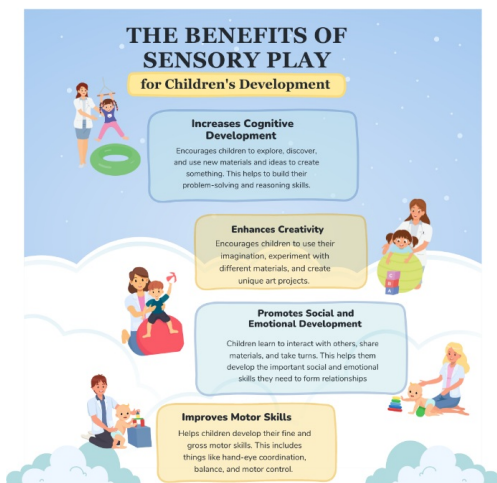 THE BENEFITS OF
SENSORY PLAY
for Children's Development
Increases Cognitive
Development
Encourages children to explore, discover,
and use new materials and ideas to create
something. This helps to build their
problem-solving and reasoning skills.
Enhances Creativity
Encourages children to use their
imagination, experiment with
different materials, and create
unique art projects.
Promotes Social and
Emotional Development
Children learn to interact with others, share
materials, and take turns. This helps them
develop the important social and emotional
skills they need to form relationships
Improves Motor Skills
Helps children develop their fine and
gross motor skills. This includes
things like hand-eye coordination,
balance, and motor control.